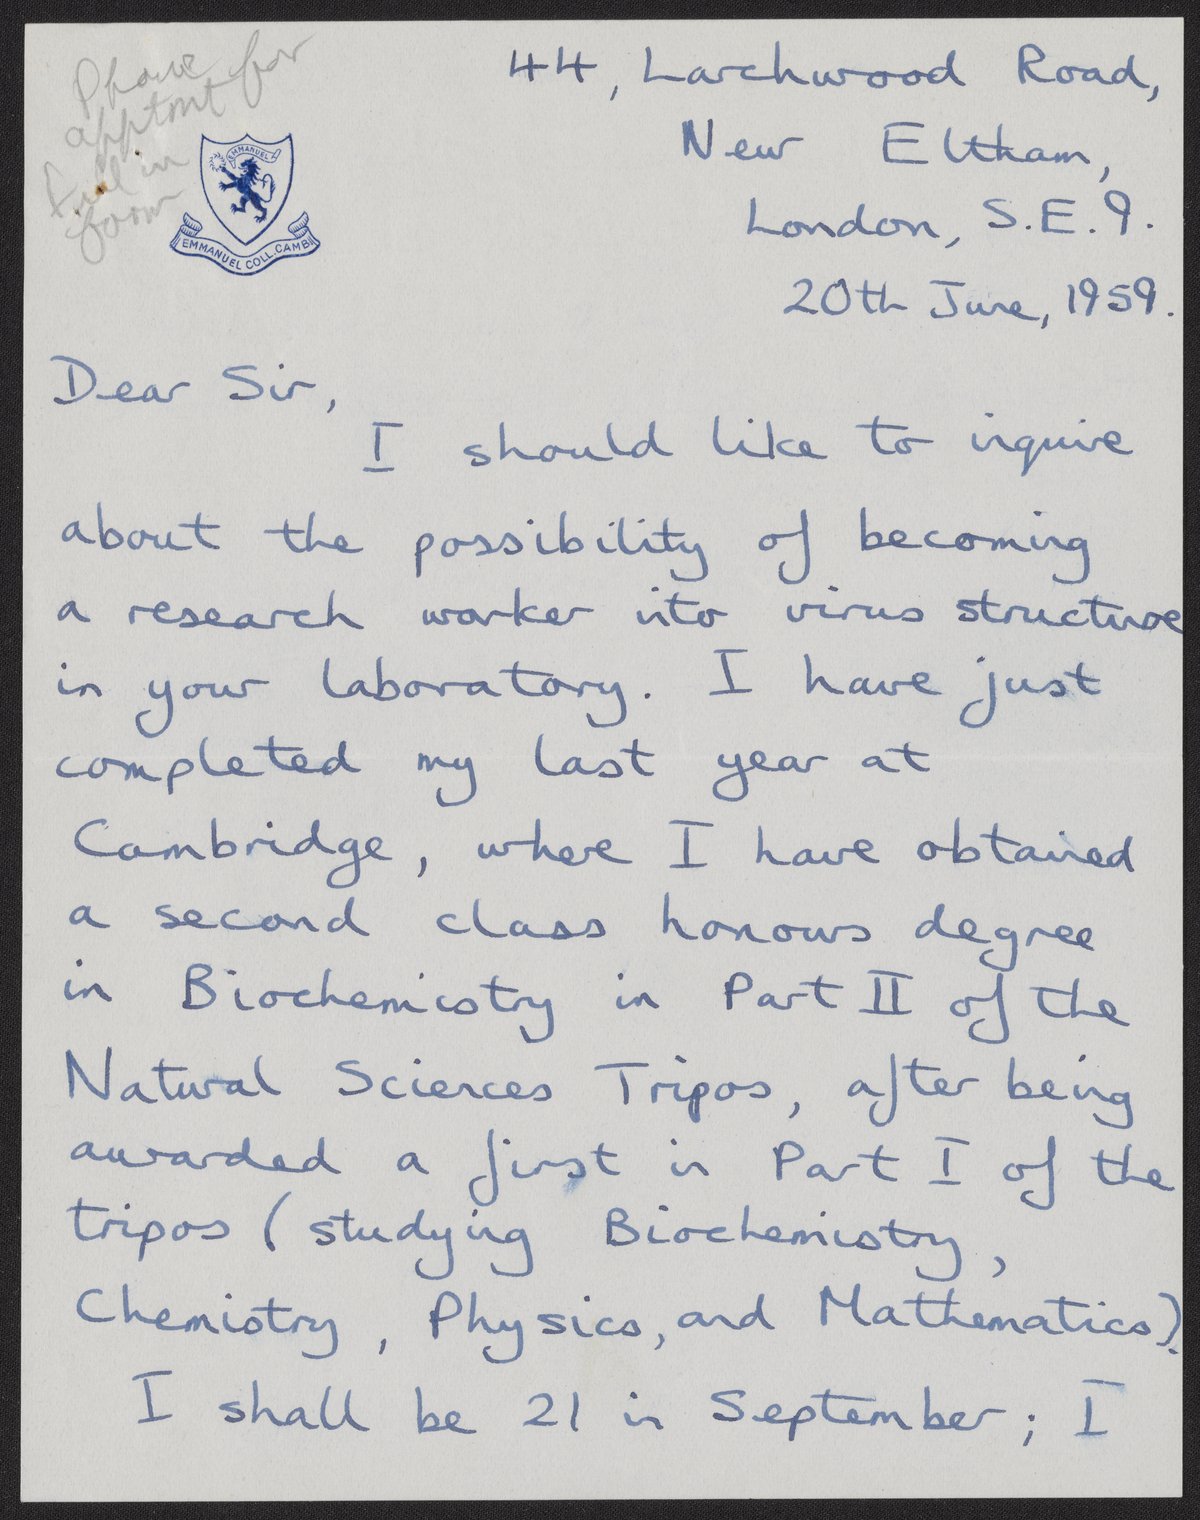 Phone
apptmt for
fill in
form
EMMANUEL
EMMANUEL COLL. CAMB.
44, Larchwood Road,
New Eltham,
London, S.E.9.
20th June, 1959.
Dear Sir,
I should like to inquire
about the possibility of becoming
a research worker into virus structure
in your laboratory. I have just
completed my last year at
Cambridge, where I have obtained
a second class honours degree
in Biochemistry in Part II of the
Natural Sciences Tripos, after being
awarded a first in Part I of the
tripos (studying Biochemistry,
Chemistry, Physics, and Mathematics).
I shall be 21 in September; I